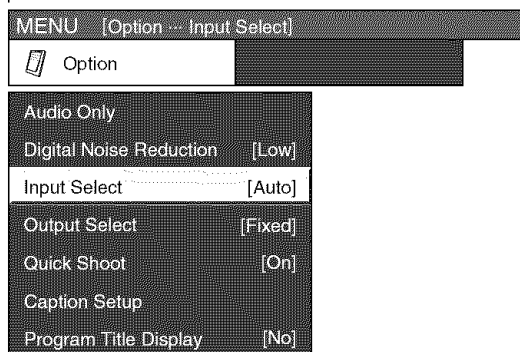 MENU [Option ··· Input Select]
Option
Audio Only
Digital Noise Reduction [Low]
Input Select [Auto]
Output Select [Fixed]
Quick Shoot [On]
Caption Setup
Program Title Display [No]